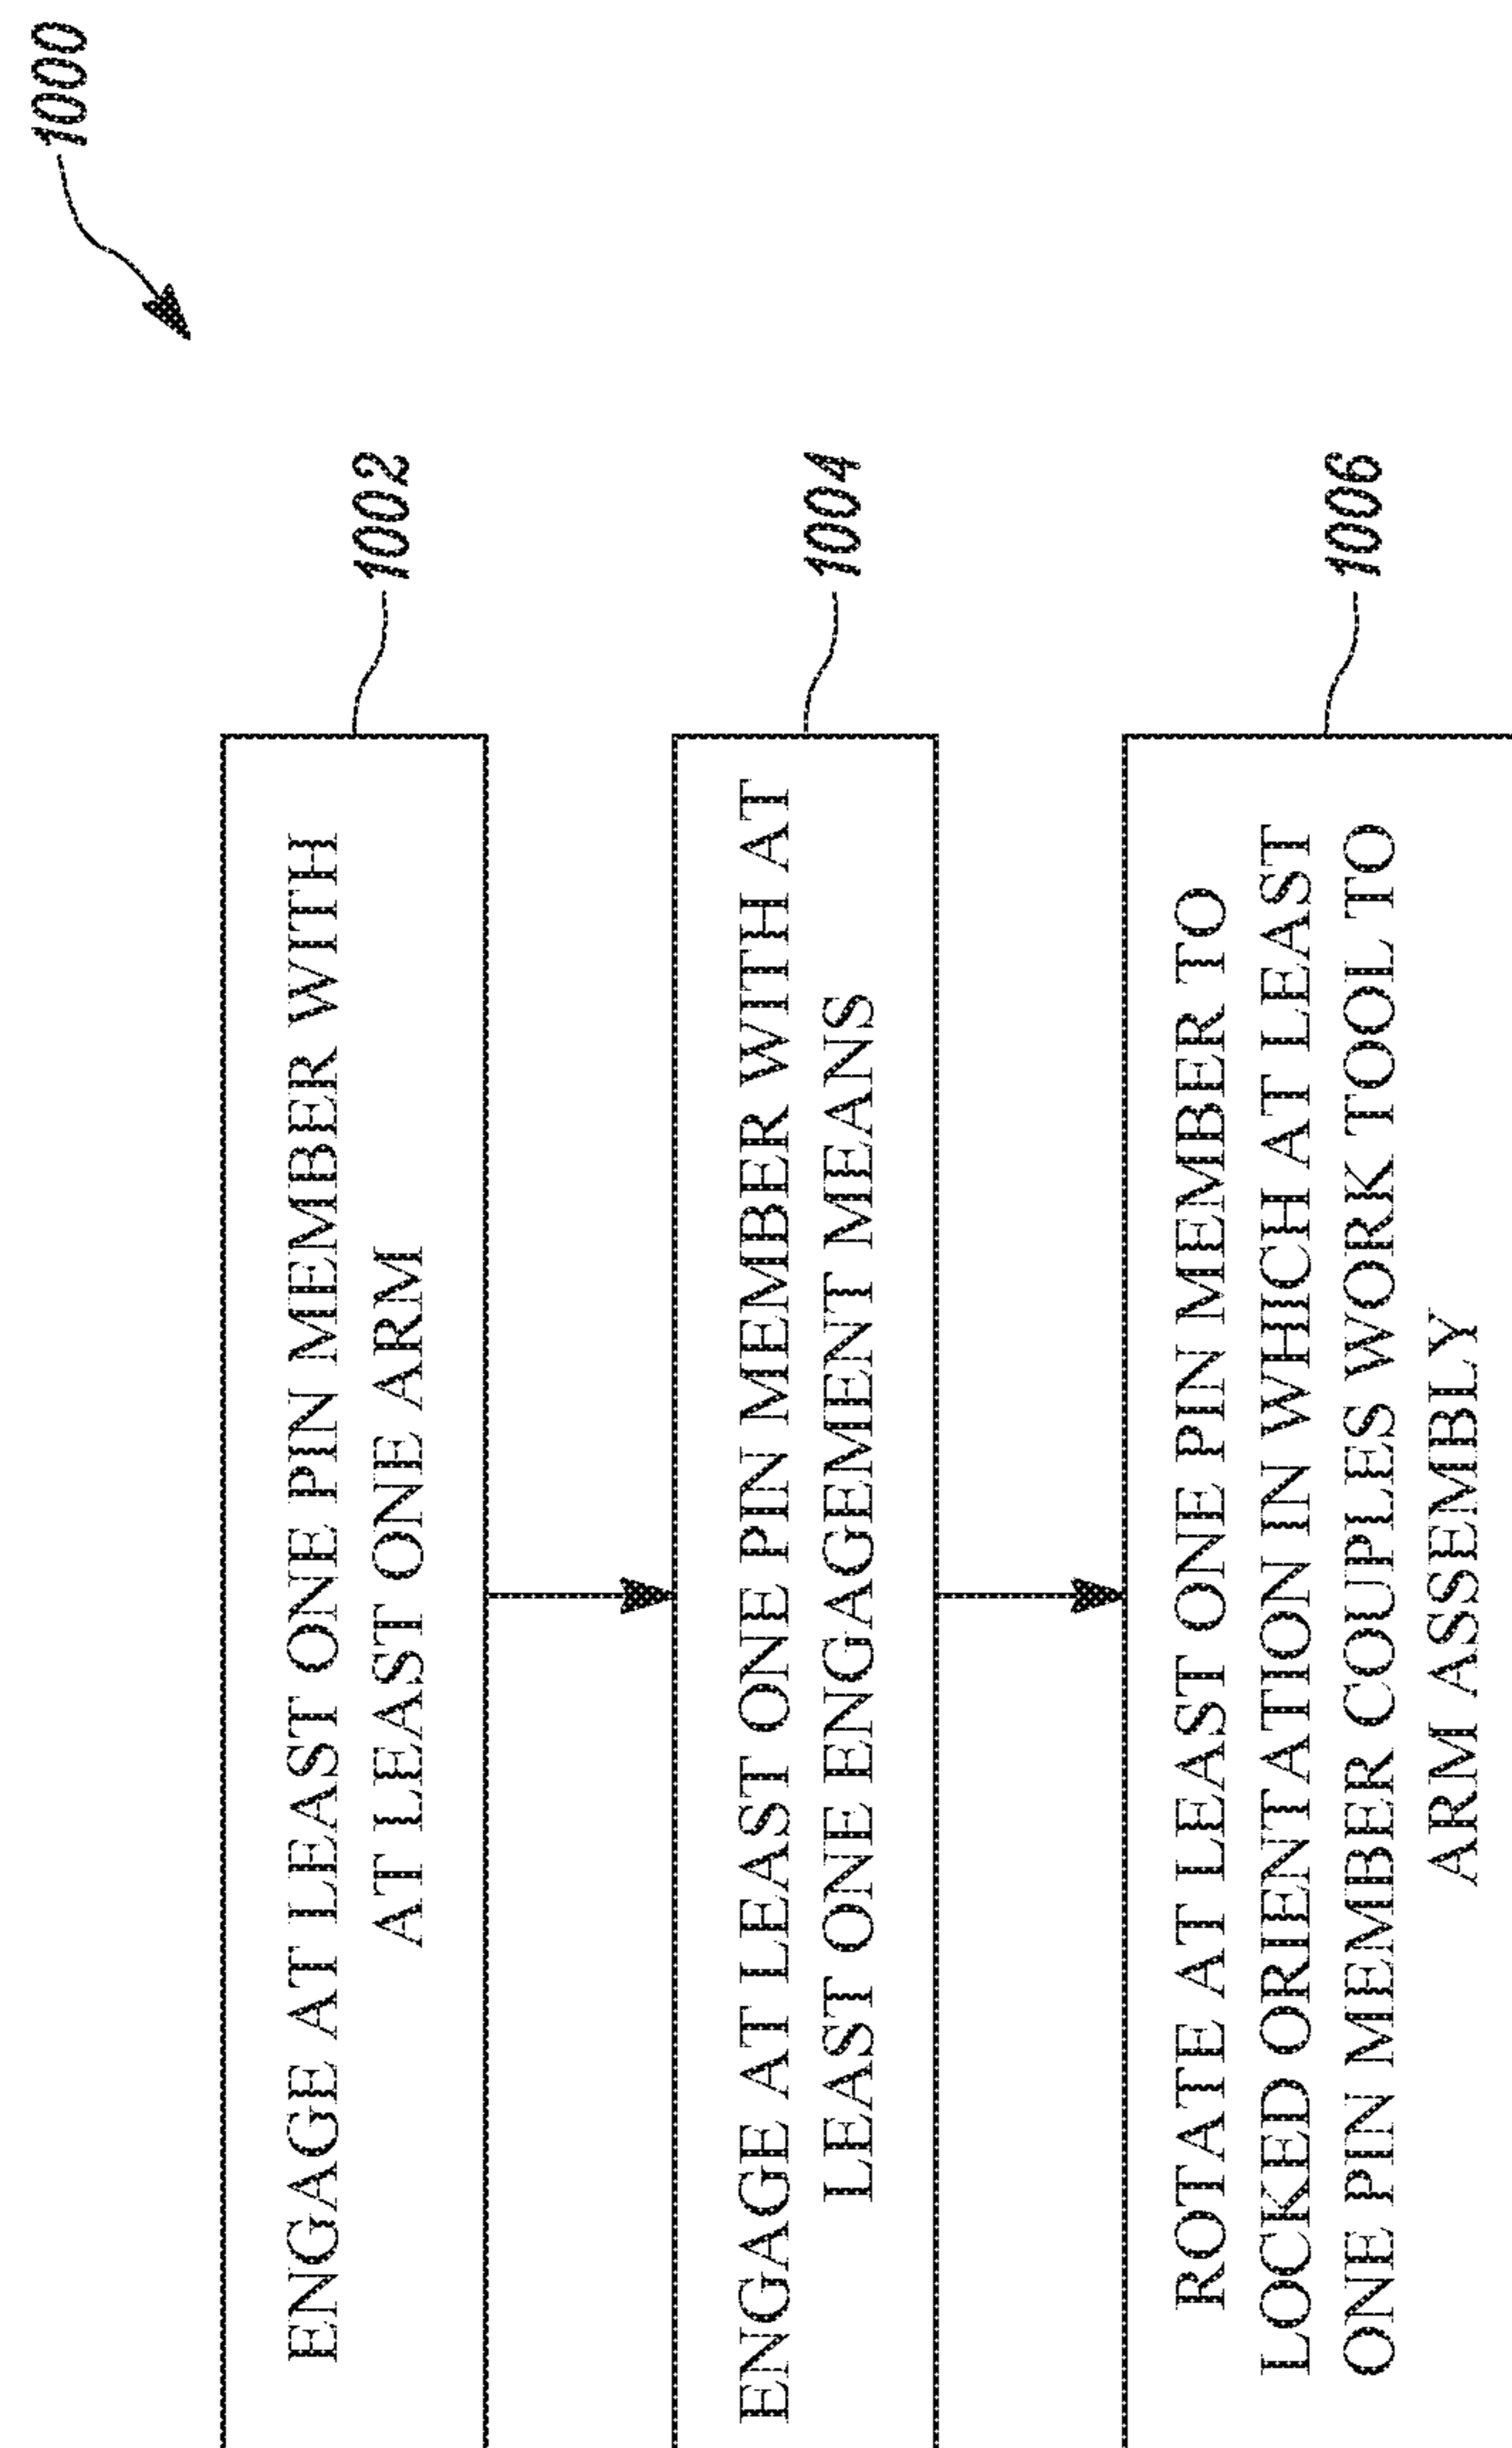 1000
1002
ENGAGE AT LEAST ONE PIN MEMBER WITH
AT LEAST ONE ARM
1004
ENGAGE AT LEAST ONE PIN MEMBER WITH AT
LEAST ONE ENGAGEMENT MEANS
1006
ROTATE AT LEAST ONE PIN MEMBER TO
LOCKED ORIENTATION IN WHICH AT LEAST
ONE PIN MEMBER COUPLES WORK TOOL TO
ARM ASSEMBLY